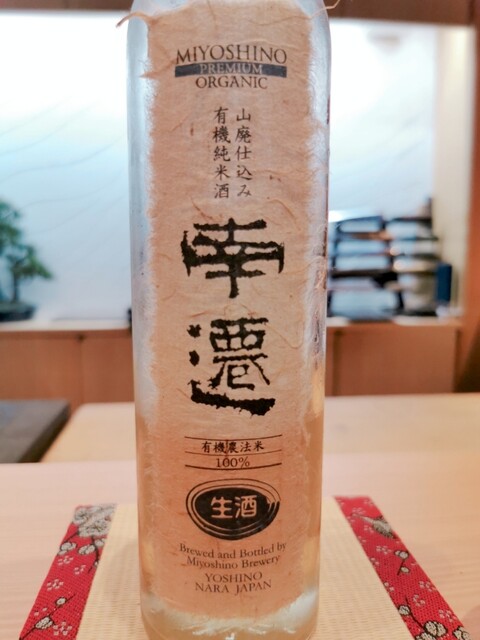 MIYOSHINO
PREMIUM
ORGANIC
山廃仕込み
有機純米酒
南
遷
有機農法米
100%
生酒
Brewed and Bottled by
Miyoshino Brewery
YOSHINO
NARA JAPAN